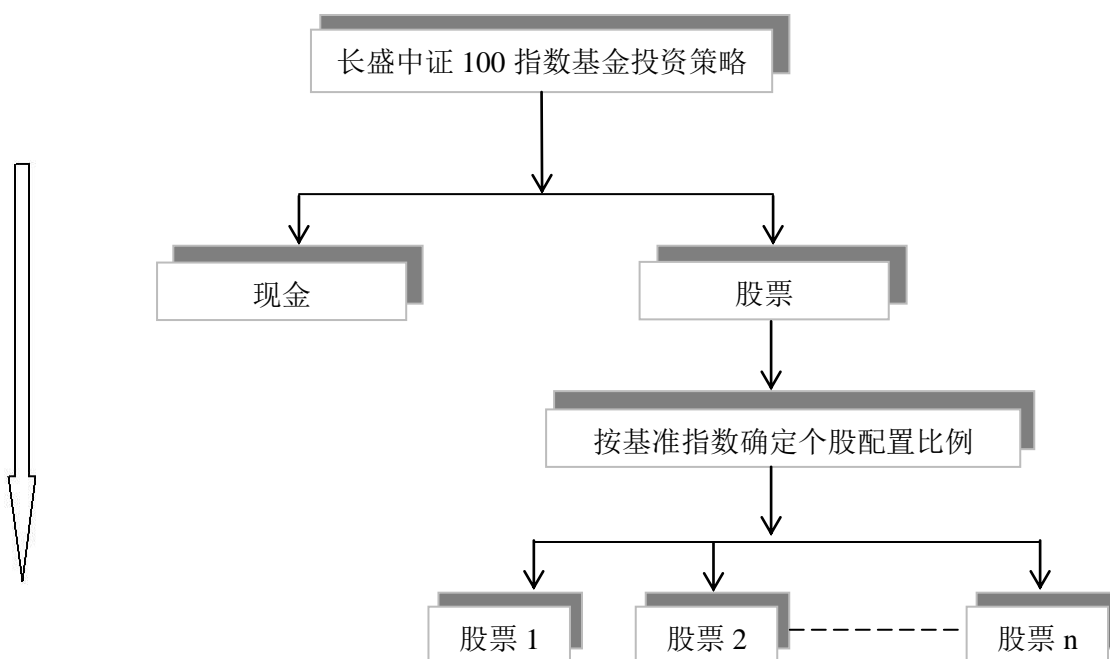 长盛中证 100 指数基金投资策略
现金
股票
按基准指数确定个股配置比例
股票 1
股票 2
股票 n